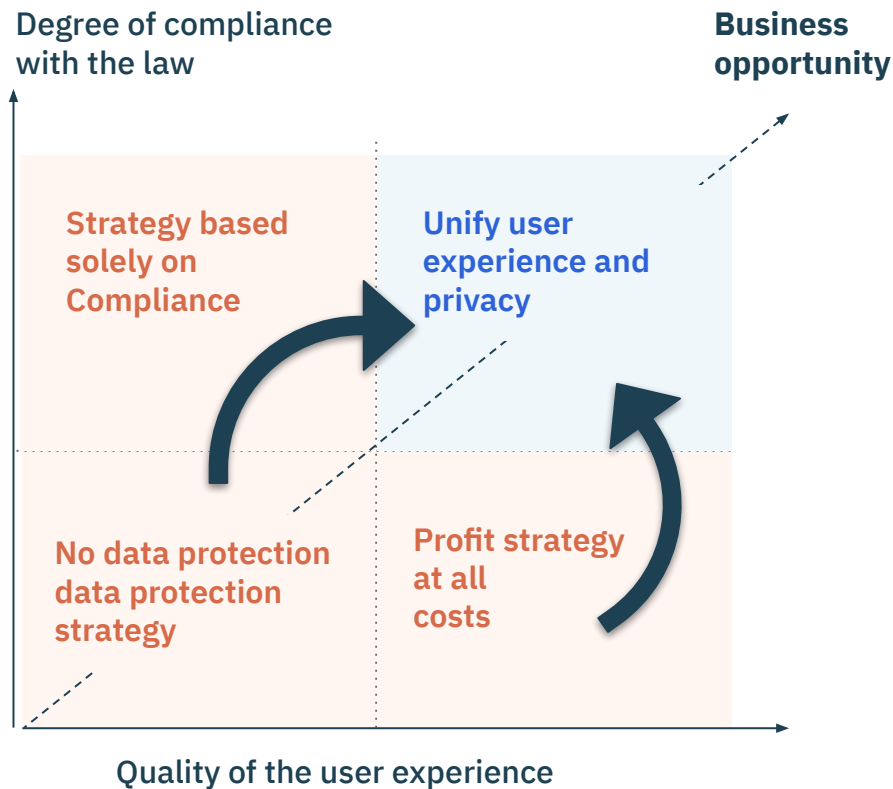 Degree of compliance
with the law
Business
opportunity
Strategy based
solely on
Compliance
Unify user
experience and
privacy
No data protection
data protection
strategy
Profit strategy
at all
costs
Quality of the user experience